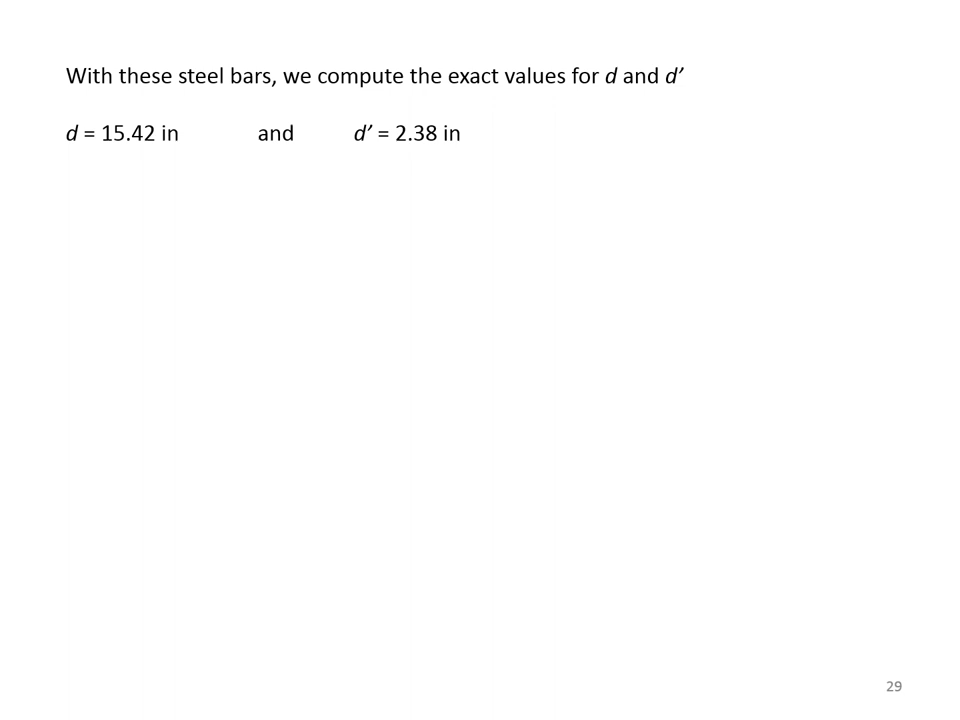 With these steel bars, we compute the exact values for d and d’
d = 15.42 in and d’ = 2.38 in
29